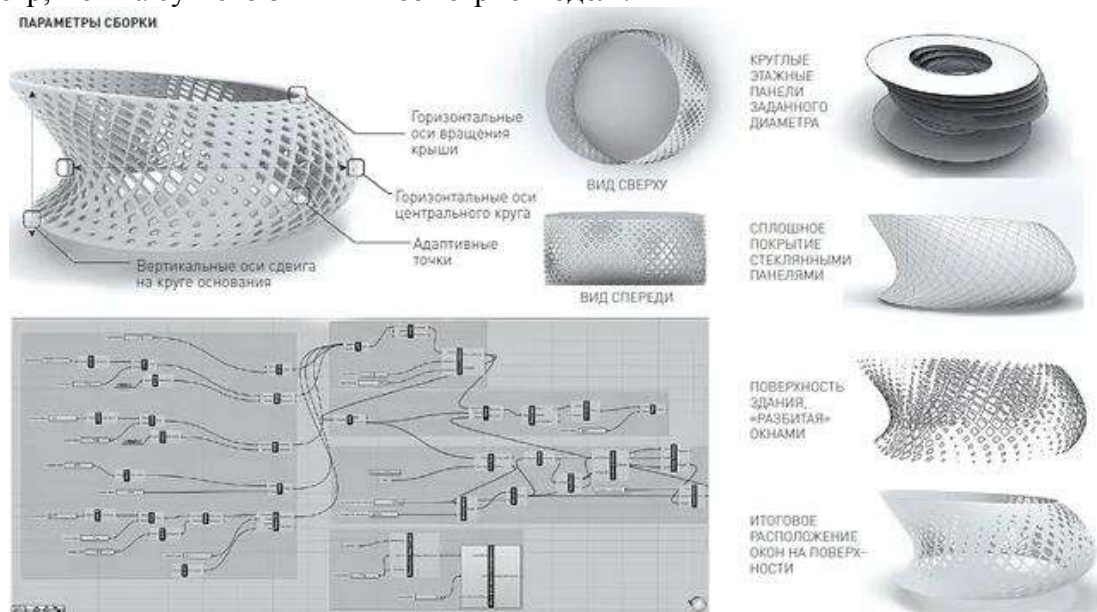 ПАРАМЕТРЫ СБОРКИ
Горизонтальные
оси вращения
крыши
Горизонтальные оси
центрального круга
Адаптивные
точки
Вертикальные оси сдвига
на круге основания
ВИД СВЕРХУ
ВИД СПЕРЕДИ
КРУГЛЫЕ
ЭТАЖНЫЕ
ПАНЕЛИ
ЗАДАННОГО
ДИАМЕТРА
СПЛОШНОЕ
ПОКРЫТИЕ
СТЕКЛЯННЫМИ
ПАНЕЛЯМИ
ПОВЕРХНОСТЬ
ЗДАНИЯ,
«РАЗБИТАЯ»
ОКНАМИ
ИТОГОВОЕ
РАСПОЛОЖЕНИЕ
ОКОН НА ПОВЕРХ-
НОСТИ